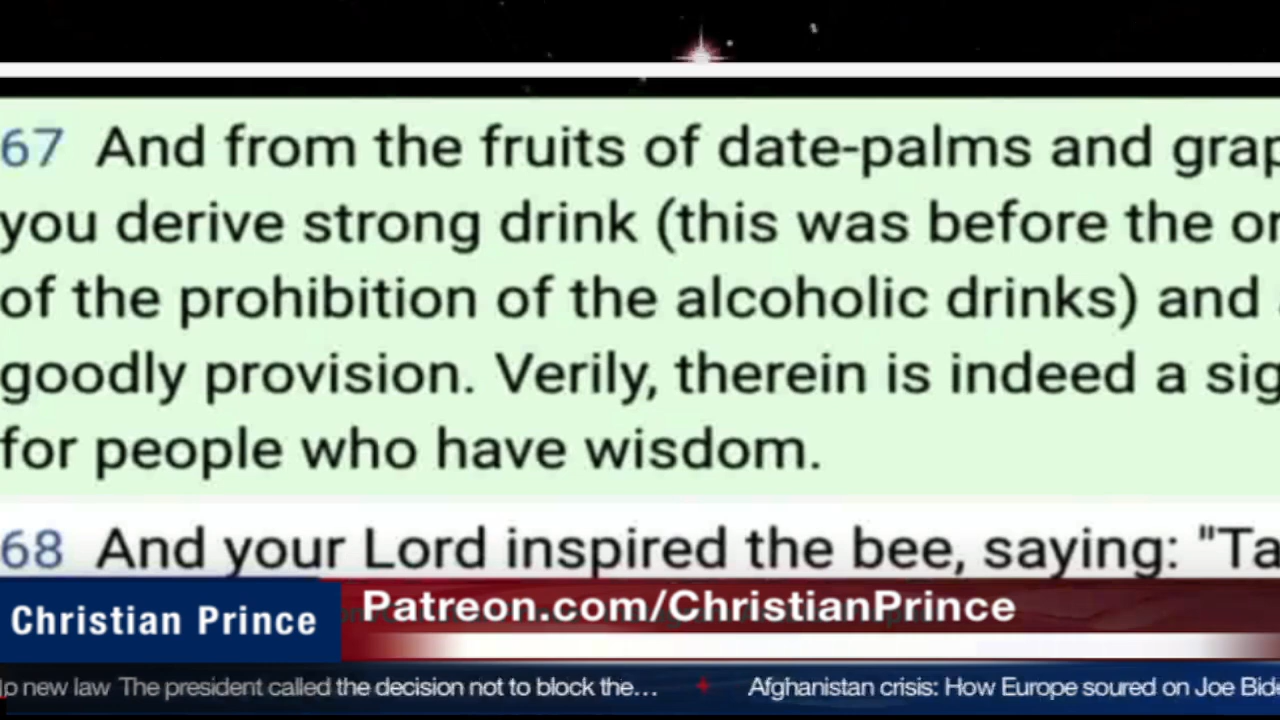 67 And from the fruits of date-palms and grap
you derive strong drink (this was before the or
of the prohibition of the alcoholic drinks) and
goodly provision. Verily, therein is indeed a sig
for people who have wisdom.
68 And your Lord inspired the bee, saying: "Ta
Christian Prince
Patreon.com/ChristianPrince
new law The president called the decision not to block the... Afghanistan crisis: How Europe soured on Joe Bide